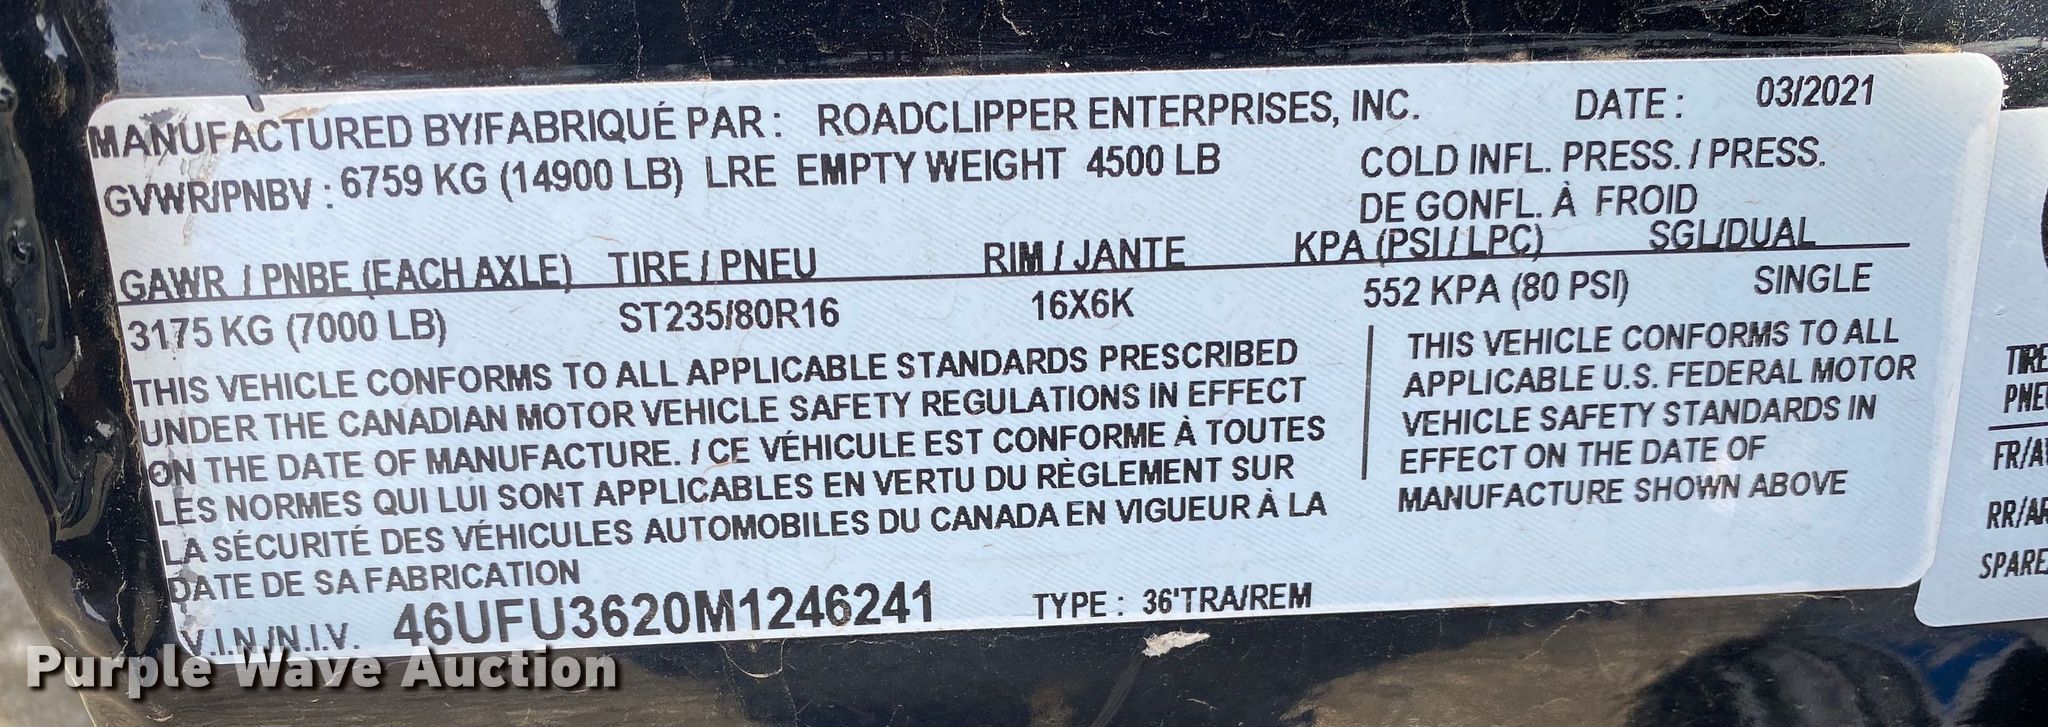 MANUFACTURED BY/FABRIQUÉ PAR : ROADCLIPPER ENTERPRISES, INC. DATE : 03/2021
GVWR/PNBV : 6759 KG (14900 LB) LRE EMPTY WEIGHT 4500 LB COLD INFL. PRESS. / PRESS.
DE GONFL. À FROID
GAWR / PNBE (EACH AXLE) TIRE / PNEU RIM / JANTE KPA (PSI / LPC) SGL/DUAL
3175 KG (7000 LB) ST235/80R16 16X6K 552 KPA (80 PSI) SINGLE
THIS VEHICLE CONFORMS TO ALL APPLICABLE STANDARDS PRESCRIBED
UNDER THE CANADIAN MOTOR VEHICLE SAFETY REGULATIONS IN EFFECT
ON THE DATE OF MANUFACTURE. / CE VÉHICULE EST CONFORME À TOUTES
LES NORMES QUI LUI SONT APPLICABLES EN VERTU DU RÈGLEMENT SUR
LA SÉCURITÉ DES VÉHICULES AUTOMOBILES DU CANADA EN VIGUEUR À LA
DATE DE SA FABRICATION
THIS VEHICLE CONFORMS TO ALL
APPLICABLE U.S. FEDERAL MOTOR
VEHICLE SAFETY STANDARDS IN
EFFECT ON THE DATE OF
MANUFACTURE SHOWN ABOVE
V.I.N./N.I.V. 46UFU3620M1246241 TYPE : 36'TRA/REM
TIRE
PNEU
FR/AV
RR/AR
SPARE
Purple Wave Auction